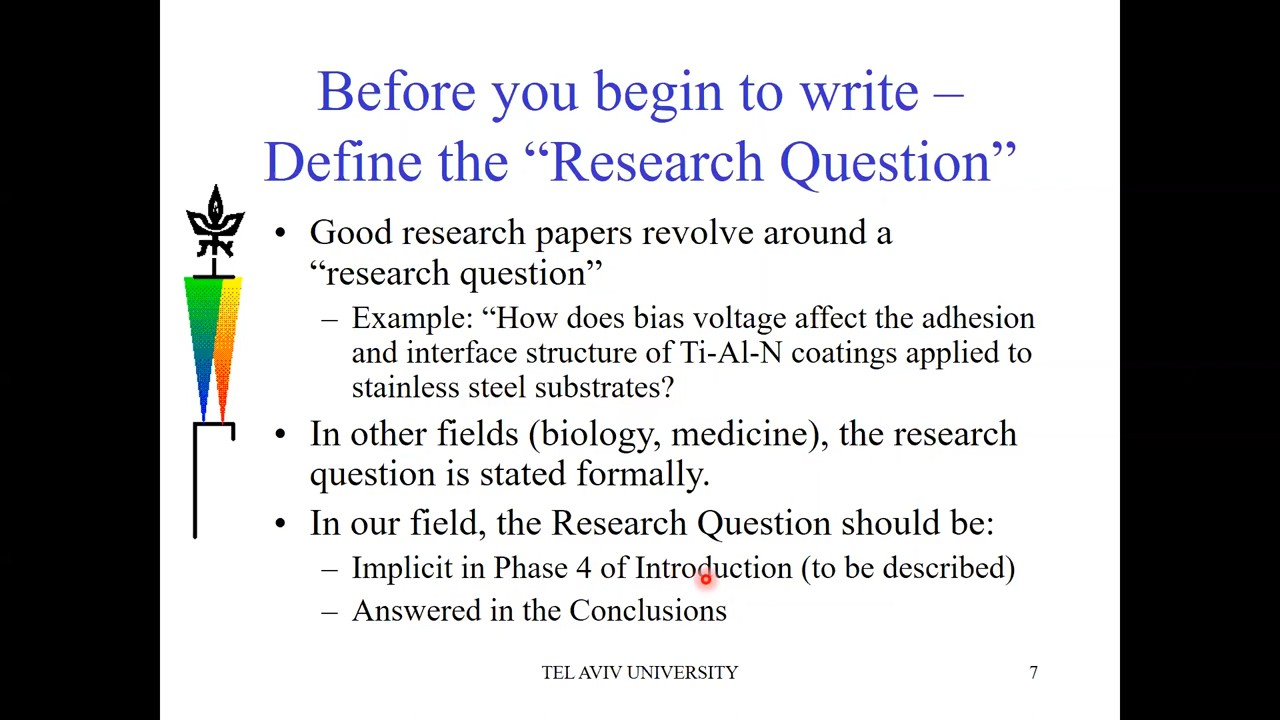 Before you begin to write –
Define the “Research Question”
• Good research papers revolve around a
“research question”
– Example: “How does bias voltage affect the adhesion
and interface structure of Ti-Al-N coatings applied to
stainless steel substrates?
• In other fields (biology, medicine), the research
question is stated formally.
• In our field, the Research Question should be:
– Implicit in Phase 4 of Introduction (to be described)
– Answered in the Conclusions
TEL AVIV UNIVERSITY
7